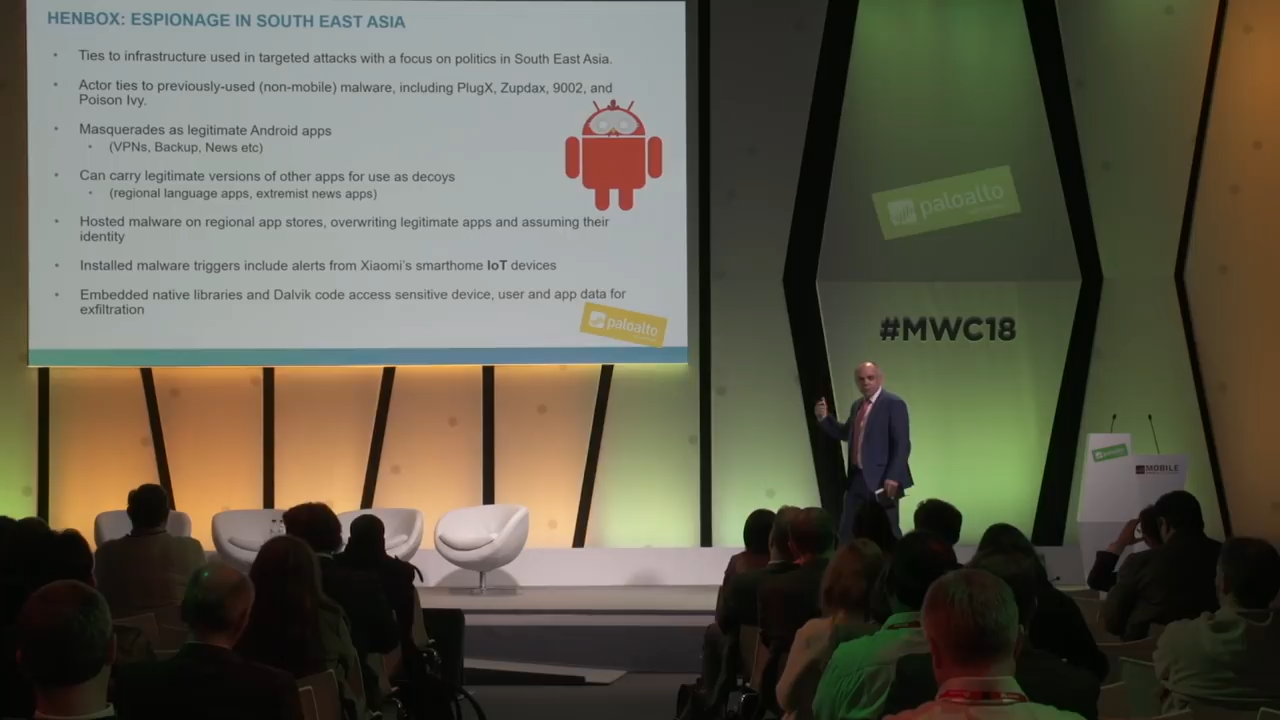 HENBOX: ESPIONAGE IN SOUTH EAST ASIA
• Ties to infrastructure used in targeted attacks with a focus on politics in South East Asia.
• Actor ties to previously-used (non-mobile) malware, including PlugX, Zupdax, 9002, and
Poison Ivy.
• Masquerades as legitimate Android apps
• (VPNs, Backup, News etc)
• Can carry legitimate versions of other apps for use as decoys
• (regional language apps, extremist news apps)
• Hosted malware on regional app stores, overwriting legitimate apps and assuming their
identity
• Installed malware triggers include alerts from Xiaomi's smarthome IoT devices
• Embedded native libraries and Dalvik code access sensitive device, user and app data for
exfiltration
paloalto
paloalto
#MWC18
MOBILE